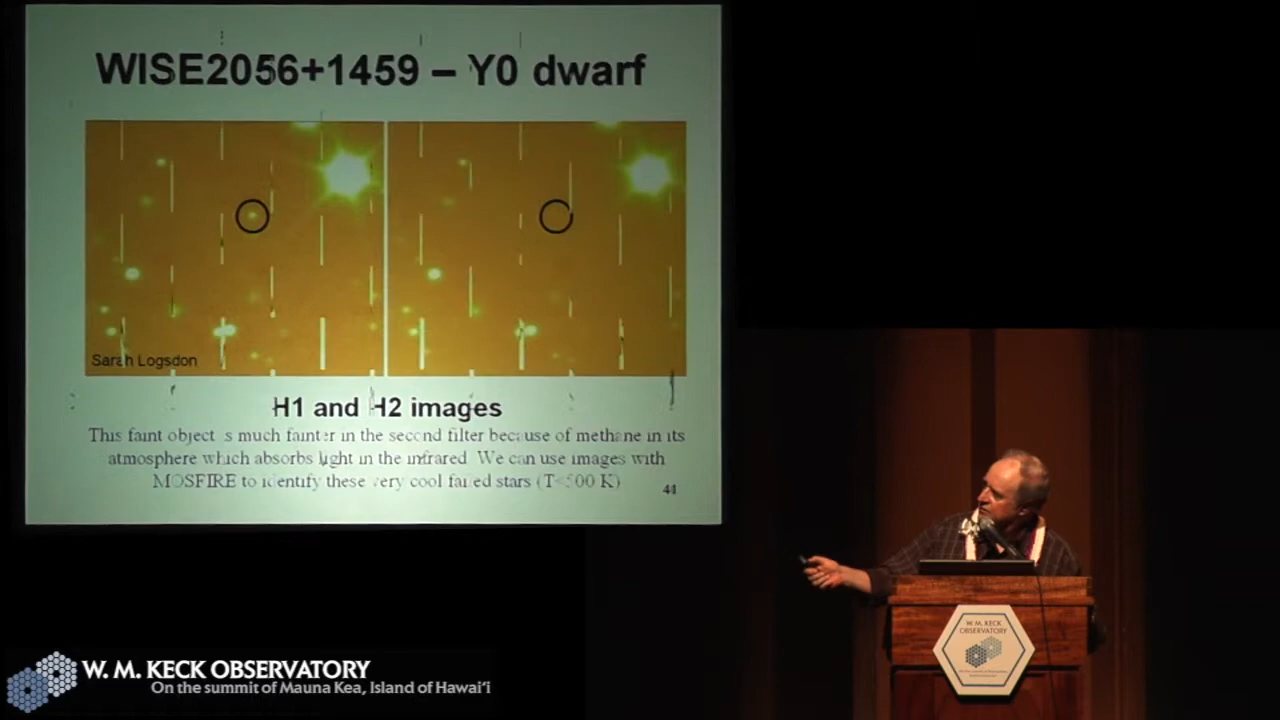 WISE2056+1459 – Y0 dwarf
Sarah Logsdon
H1 and H2 images
This faint object is much fainter in the second filter because of methane in its
atmosphere which absorbs light in the infrared. We can use images with
MOSFIRE to identify these very cool failed stars (T<500 K)
44
W. M. KECK
OBSERVATORY
W. M. KECK OBSERVATORY
On the summit of Mauna Kea, Island of Hawai‘i